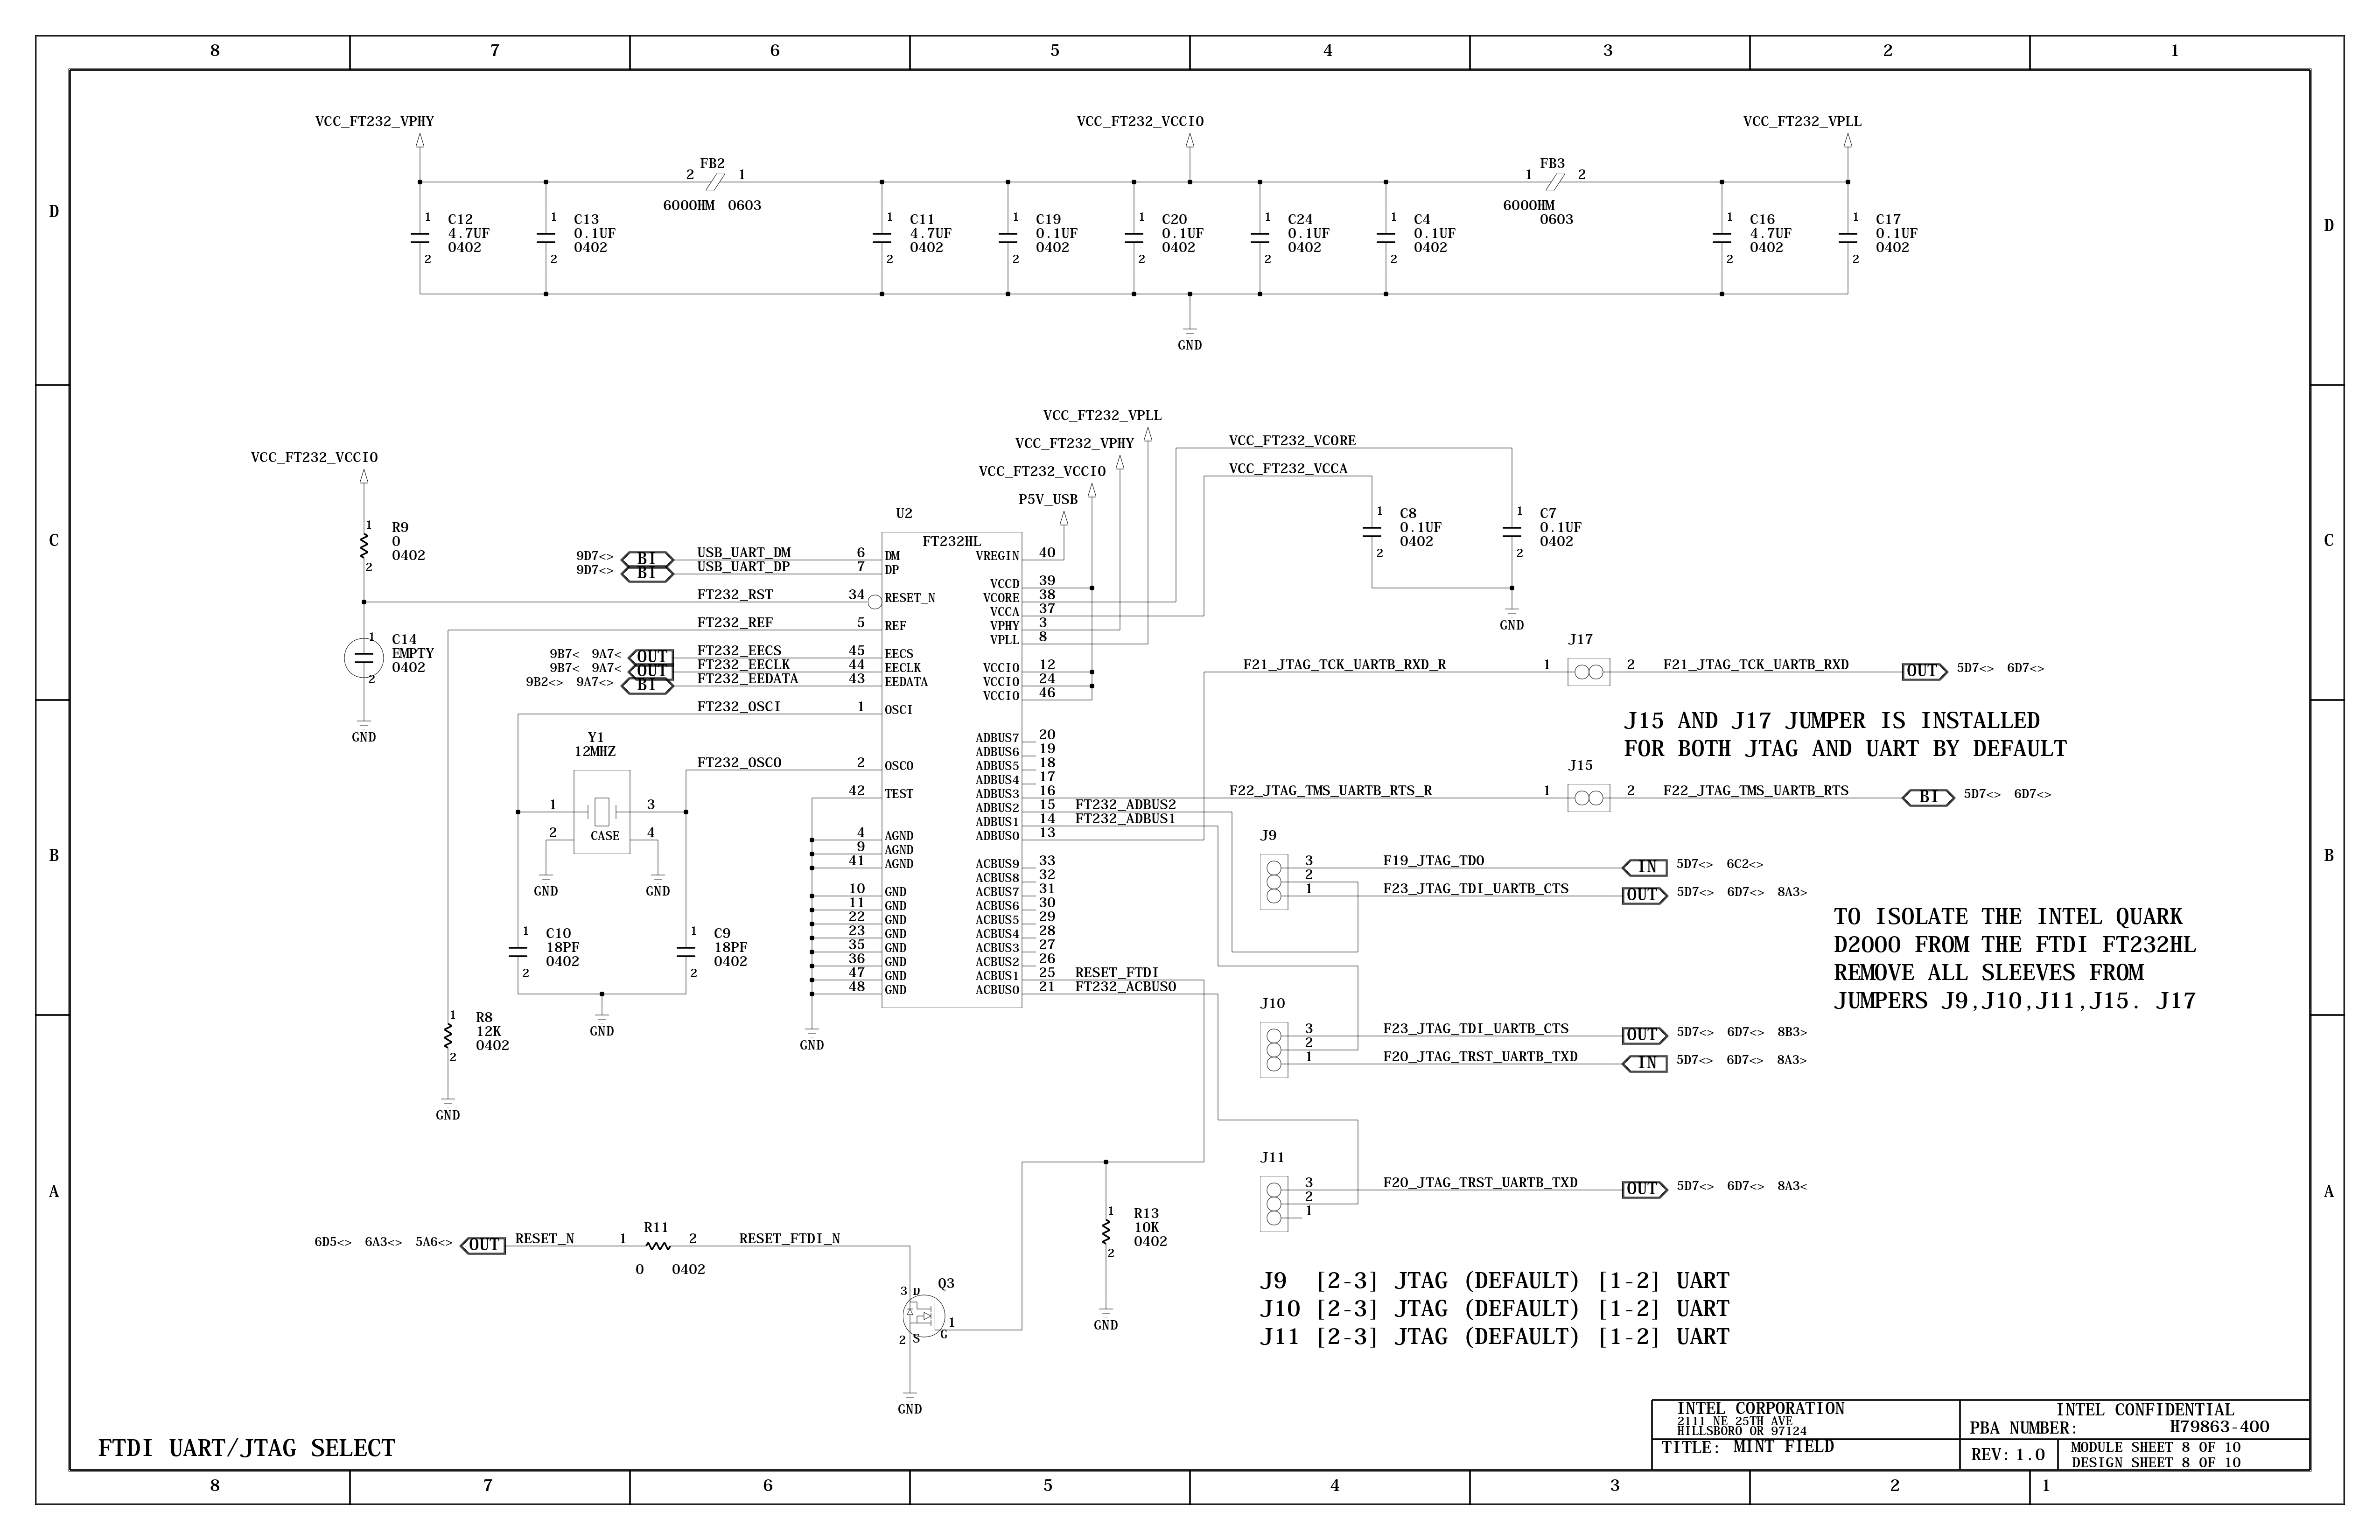 8 7 6 5 4 3 2 1
VCC_FT232_VPHY VCC_FT232_VCCIO VCC_FT232_VPLL
FB2 FB3
2 1 1 2
D D
600OHM 0603 600OHM
0603
1 C12 1 C13 1 C11 1 C19 1 C20 1 C24 1 C4 1 C16 1 C17
4.7UF 0.1UF 4.7UF 0.1UF 0.1UF 0.1UF 0.1UF 4.7UF 0.1UF
0402 0402 0402 0402 0402 0402 0402 0402 0402
2 2 2 2 2 2 2 2 2
GND
VCC_FT232_VPLL
VCC_FT232_VPHY VCC_FT232_VCORE
VCC_FT232_VCCIO VCC_FT232_VCCIO VCC_FT232_VCCA
P5V_USB
C C
1 R9
0
0402
2
1 C8 1 C7
0.1UF 0.1UF
0402 0402
2 2
GND
U2
FT232HL
9D7<> BI USB_UART_DM 6 DM VREGIN 40
9D7<> BI USB_UART_DP 7 DP
VCCD 39
FT232_RST 34 RESET_N VCORE 38
VCCA 37
FT232_REF 5 REF VPHY 3
VPLL 8
9B7< 9A7< OUT FT232_EECS 45 EECS
9B7< 9A7< OUT FT232_EECLK 44 EECLK VCCIO 12
9B2<> 9A7<> BI FT232_EEDATA 43 EEDATA VCCIO 24
VCCIO 46
FT232_OSCI 1 OSCI
1 C14
EMPTY
0402
2
GND
J17
F21_JTAG_TCK_UARTB_RXD_R 1 2 F21_JTAG_TCK_UARTB_RXD OUT 5D7<> 6D7<>
J15 AND J17 JUMPER IS INSTALLED
FOR BOTH JTAG AND UART BY DEFAULT
Y1
12MHZ
FT232_OSCO 2 OSCO
42 TEST
1 3
2 CASE 4
GND GND
ADBUS7 20
ADBUS6 19
ADBUS5 18
ADBUS4 17
ADBUS3 16
ADBUS2 15 FT232_ADBUS2
ADBUS1 14 FT232_ADBUS1
ADBUS0 13
J15
F22_JTAG_TMS_UARTB_RTS_R 1 2 F22_JTAG_TMS_UARTB_RTS BI 5D7<> 6D7<>
B B
4 AGND
9 AGND
41 AGND
10 GND
11 GND
22 GND
23 GND
35 GND
36 GND
47 GND
48 GND
GND
ACBUS9 33
ACBUS8 32
ACBUS7 31
ACBUS6 30
ACBUS5 29
ACBUS4 28
ACBUS3 27
ACBUS2 26
ACBUS1 25 RESET_FTDI
ACBUS0 21 FT232_ACBUS0
J9
3 F19_JTAG_TDO IN 5D7<> 6C2<>
2
1 F23_JTAG_TDI_UARTB_CTS OUT 5D7<> 6D7<> 8A3>
TO ISOLATE THE INTEL QUARK
D2000 FROM THE FTDI FT232HL
REMOVE ALL SLEEVES FROM
JUMPERS J9,J10,J11,J15. J17
1 C10 1 C9
18PF 18PF
0402 0402
2 2
GND
1 R8
12K
0402
2
GND
J10
3 F23_JTAG_TDI_UARTB_CTS OUT 5D7<> 6D7<> 8B3>
2
1 F20_JTAG_TRST_UARTB_TXD IN 5D7<> 6D7<> 8A3>
A A
J11
3 F20_JTAG_TRST_UARTB_TXD OUT 5D7<> 6D7<> 8A3<
2
1
R11
6D5<> 6A3<> 5A6<> OUT RESET_N 1 2 RESET_FTDI_N
0 0402
1 R13
10K
0402
2
GND
Q3
3 D
1
G
2 S
GND
J9 [2-3] JTAG (DEFAULT) [1-2] UART
J10 [2-3] JTAG (DEFAULT) [1-2] UART
J11 [2-3] JTAG (DEFAULT) [1-2] UART
FTDI UART/JTAG SELECT
INTEL CORPORATION
2111 NE 25TH AVE
HILLSBORO OR 97124
TITLE: MINT FIELD
INTEL CONFIDENTIAL
PBA NUMBER: H79863-400
REV: 1.0
MODULE SHEET 8 OF 10
DESIGN SHEET 8 OF 10
8 7 6 5 4 3 2 1